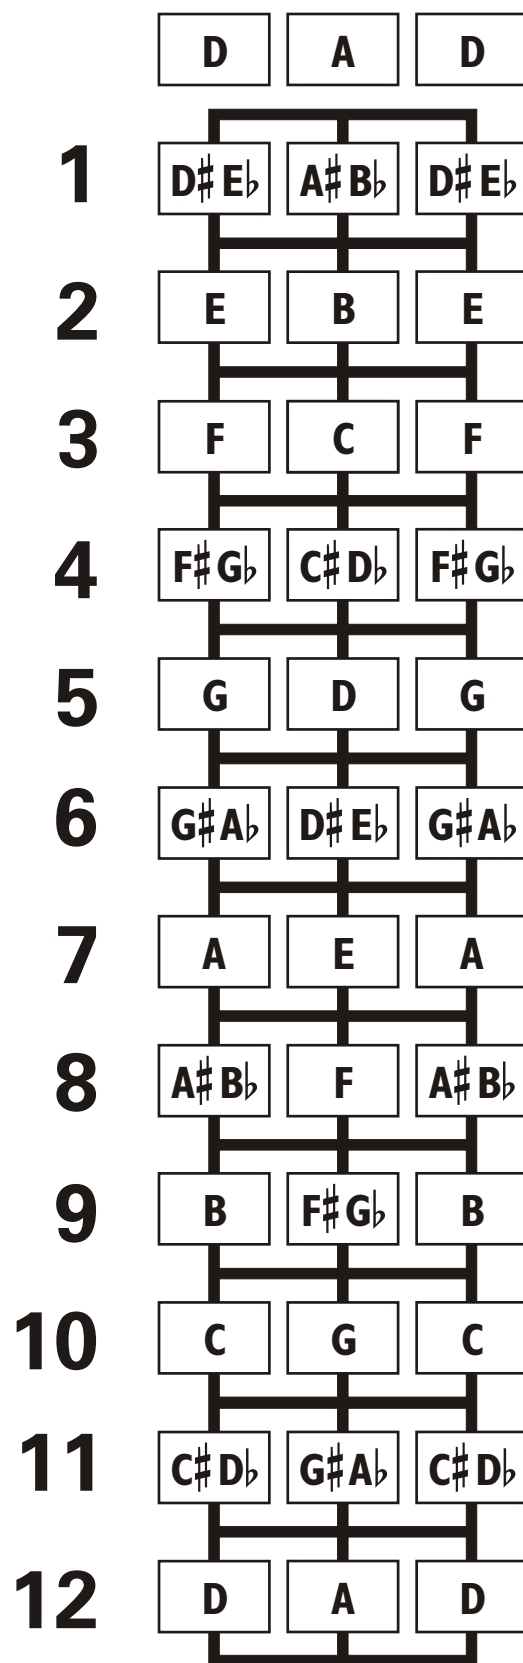 D A D
1 D♯E♭ A♯B♭ D♯E♭
2 E B E
3 F C F
4 F♯G♭ C♯D♭ F♯G♭
5 G D G
6 G♯A♭ D♯E♭ G♯A♭
7 A E A
8 A♯B♭ F A♯B♭
9 B F♯G♭ B
10 C G C
11 C♯D♭ G♯A♭ C♯D♭
12 D A D